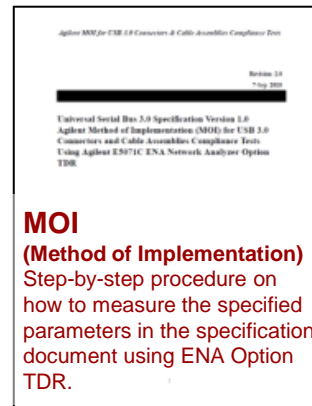 Agilent MOI for USB 3.0 Connectors & Cable Assemblies Compliance Tests
Revision 1.0
7-Sep, 2010
Universal Serial Bus 3.0 Specification Version 1.0
Agilent Method of Implementation (MOI) for USB 3.0
Connectors and Cable Assemblies Compliance Tests
Using Agilent E5071C ENA Network Analyzer Option
TDR
MOI
(Method of Implementation)
Step-by-step procedure on
how to measure the specified
parameters in the specification
document using ENA Option
TDR.
1